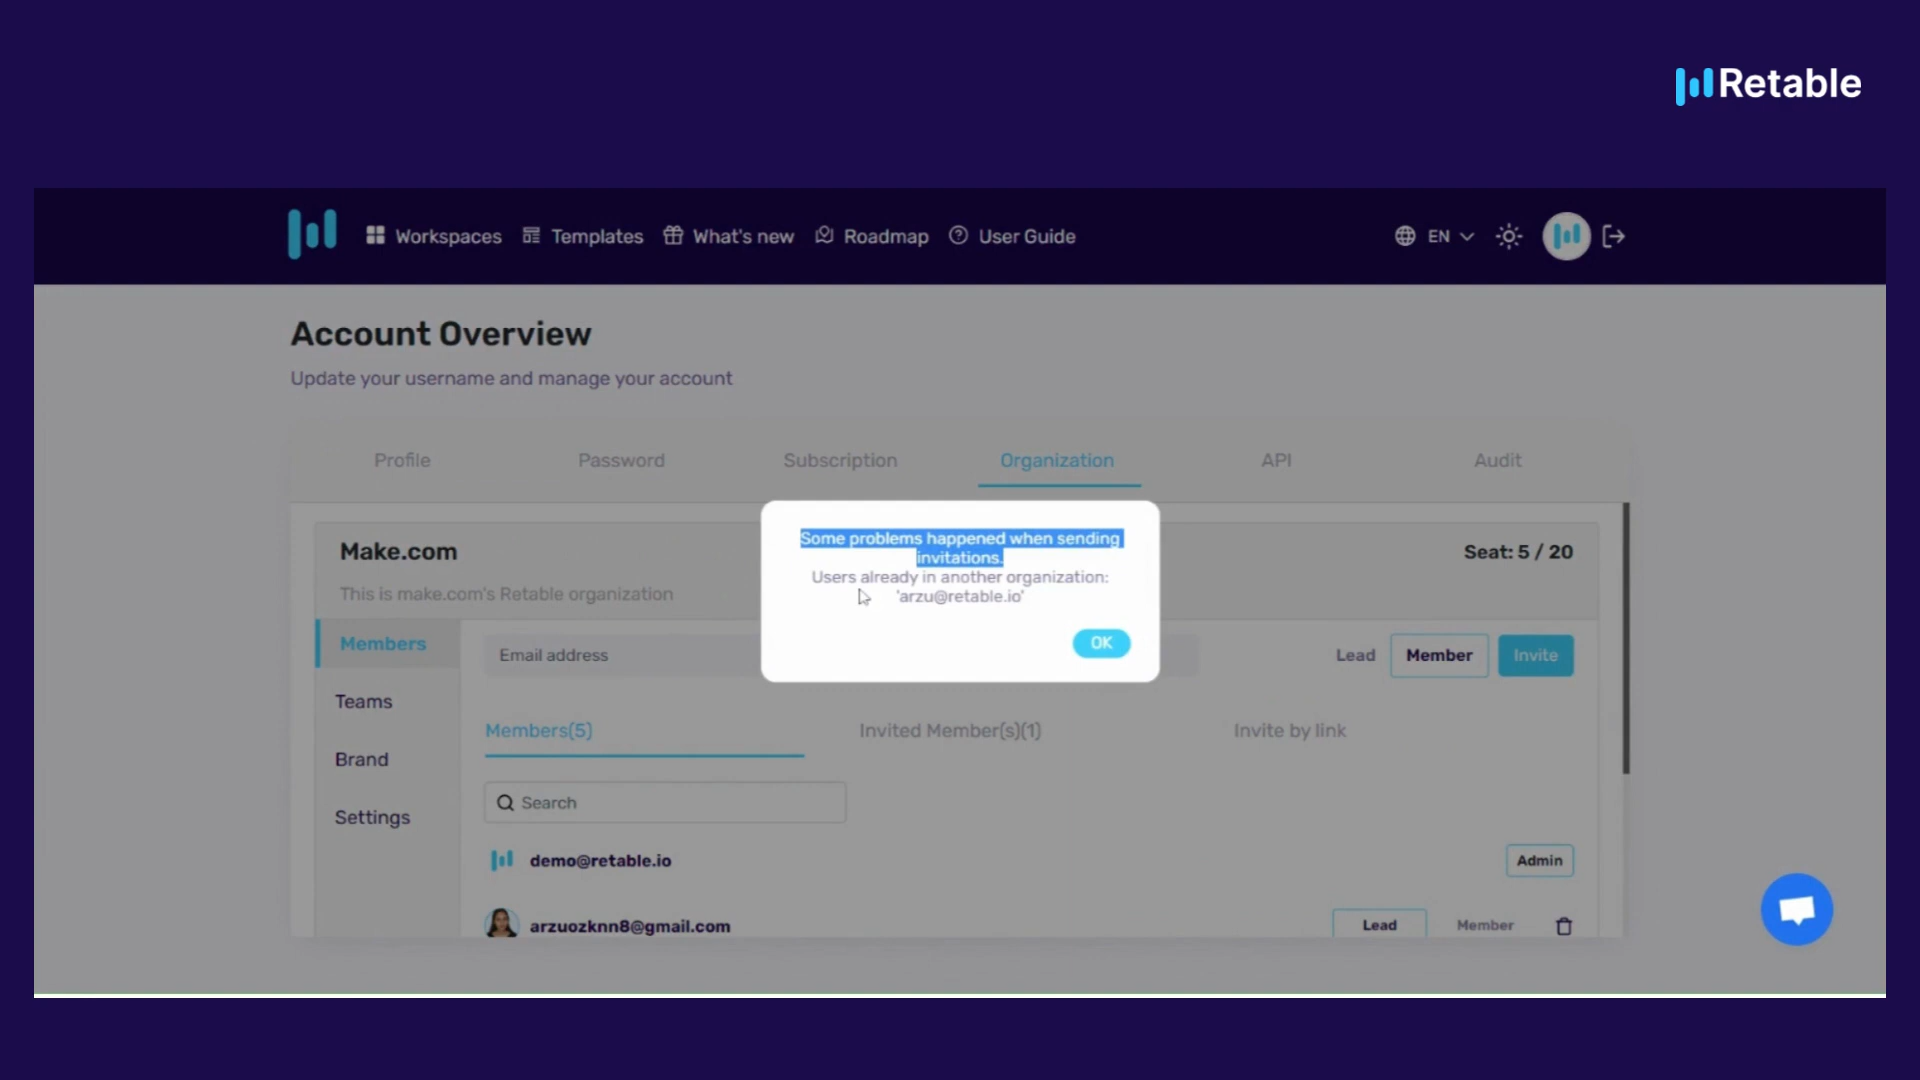 Retable
Workspaces
Templates
What's new
Roadmap
User Guide
EN
Account Overview
Update your username and manage your account
Profile
Password
Subscription
Organization
API
Audit
Some problems happened when sending
invitations.
Users already in another organization:
'arzu@retable.io'
OK
Make.com
Seat: 5 / 20
This is make.com's Retable organization
Members
Teams
Brand
Settings
Email address
Lead
Member
Invite
Members(5)
Invited Member(s)(1)
Invite by link
Search
demo@retable.io
Admin
arzuozknn8@gmail.com
Lead
Member